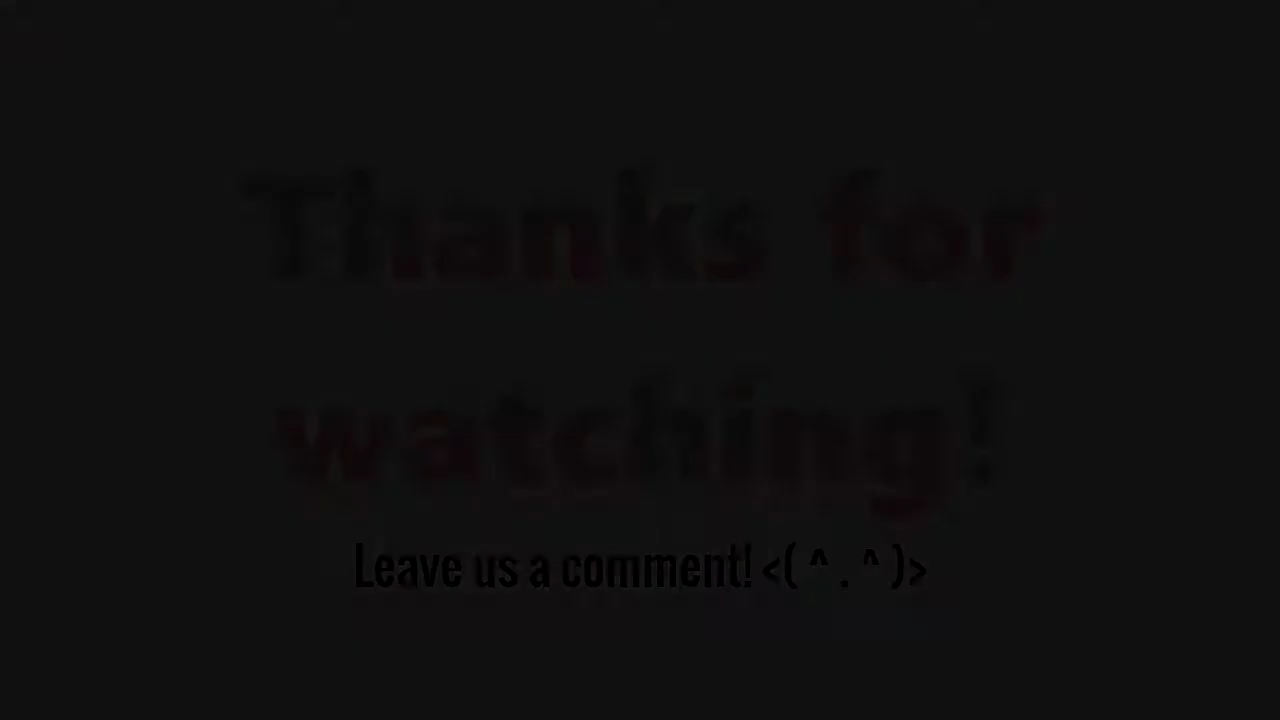 Thanks for
watching!
Leave us a comment! <( ^ . ^ )>